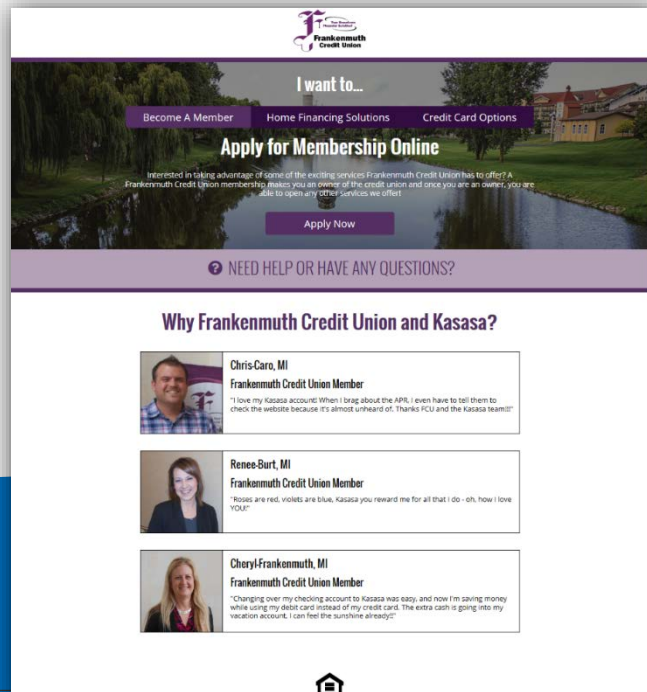 Frankenmuth
Credit Union
I want to...
Become A Member
Home Financing Solutions
Credit Card Options
Apply for Membership Online
Interested in taking advantage of some of the exciting services Frankenmuth Credit Union has to offer? A
Frankenmuth Credit Union membership makes you an owner of the credit union and once you are an owner, you are
able to open any other services we offer!
Apply Now
NEED HELP OR HAVE ANY QUESTIONS?
Why Frankenmuth Credit Union and Kasasa?
Chris-Caro, MI
Frankenmuth Credit Union Member
"I love my Kasasa account! When I brag about the APR, I even have to tell them to
check the website because it's almost unheard of. Thanks FCU and the Kasasa team!!!"
Renee-Burt, MI
Frankenmuth Credit Union Member
"Roses are red, violets are blue, Kasasa you reward me for all that I do - oh, how I love
YOU!"
Cheryl-Frankenmuth, MI
Frankenmuth Credit Union Member
"Changing over my checking account to Kasasa was easy, and now I'm saving money
while using my debit card instead of my credit card. The extra cash is going into my
vacation account. I can feel the sunshine already!!"